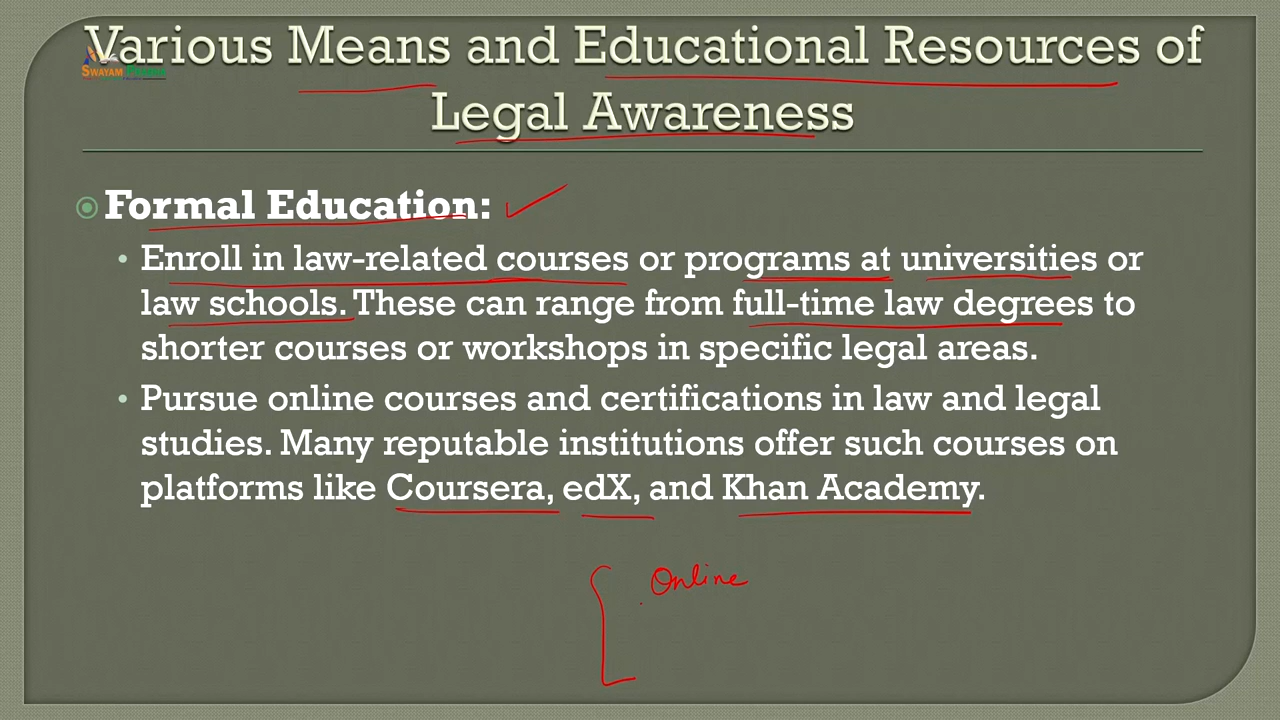 Various Means and Educational Resources of
SWAYAM PRABHA
Legal Awareness
Formal Education:
• Enroll in law-related courses or programs at universities or
law schools. These can range from full-time law degrees to
shorter courses or workshops in specific legal areas.
• Pursue online courses and certifications in law and legal
studies. Many reputable institutions offer such courses on
platforms like Coursera, edX, and Khan Academy.
Online